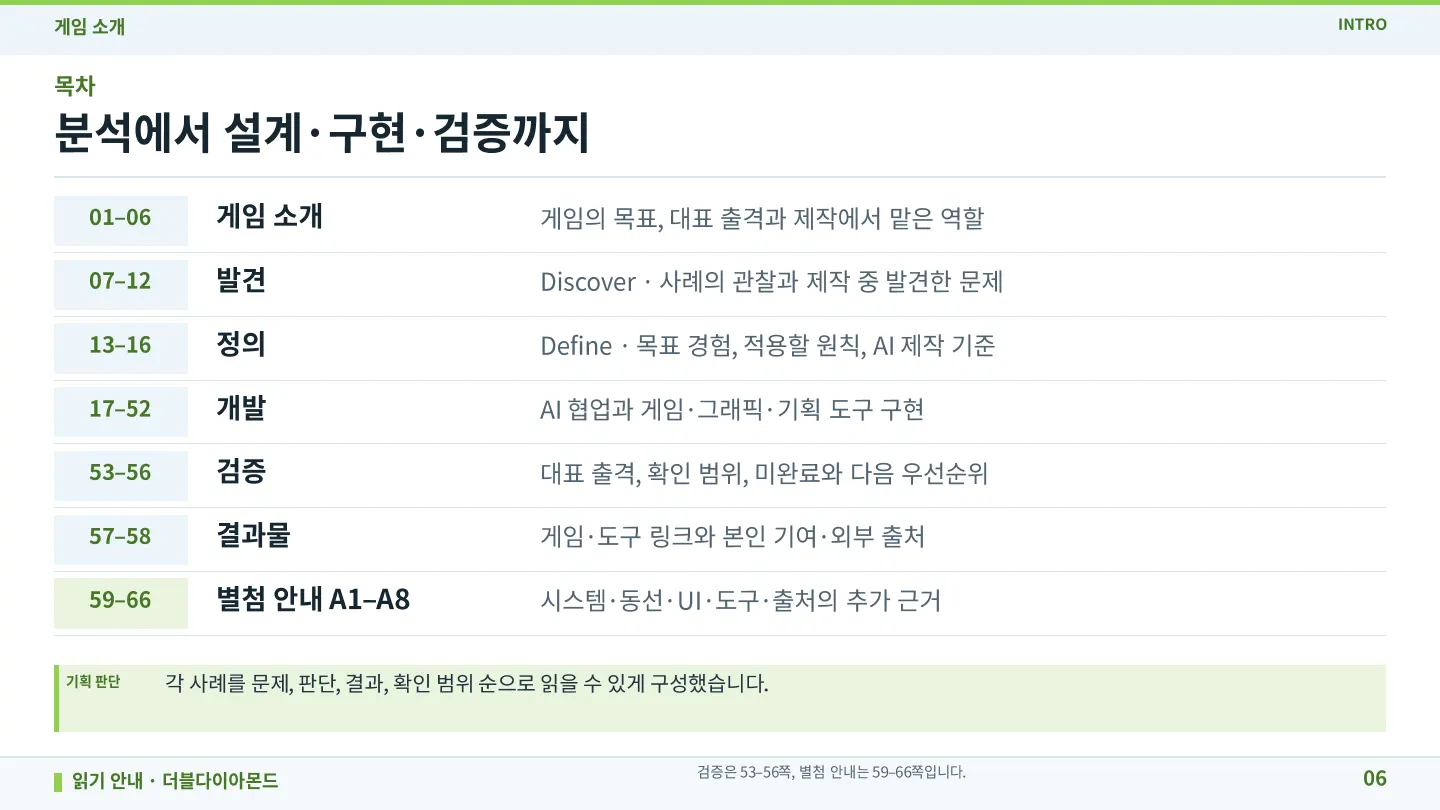 게임 소개
INTRO
목차
분석에서 설계·구현·검증까지
01–06 게임 소개 게임의 목표, 대표 출격과 제작에서 맡은 역할
07–12 발견 Discover · 사례의 관찰과 제작 중 발견한 문제
13–16 정의 Define · 목표 경험, 적용할 원칙, AI 제작 기준
17–52 개발 AI 협업과 게임·그래픽·기획 도구 구현
53–56 검증 대표 출격, 확인 범위, 미완료와 다음 우선순위
57–58 결과물 게임·도구 링크와 본인 기여·외부 출처
59–66 별첨 안내 A1–A8 시스템·동선·UI·도구·출처의 추가 근거
기획 판단 각 사례를 문제, 판단, 결과, 확인 범위 순으로 읽을 수 있게 구성했습니다.
읽기 안내 · 더블다이아몬드
검증은 53–56쪽, 별첨 안내는 59–66쪽입니다.
06